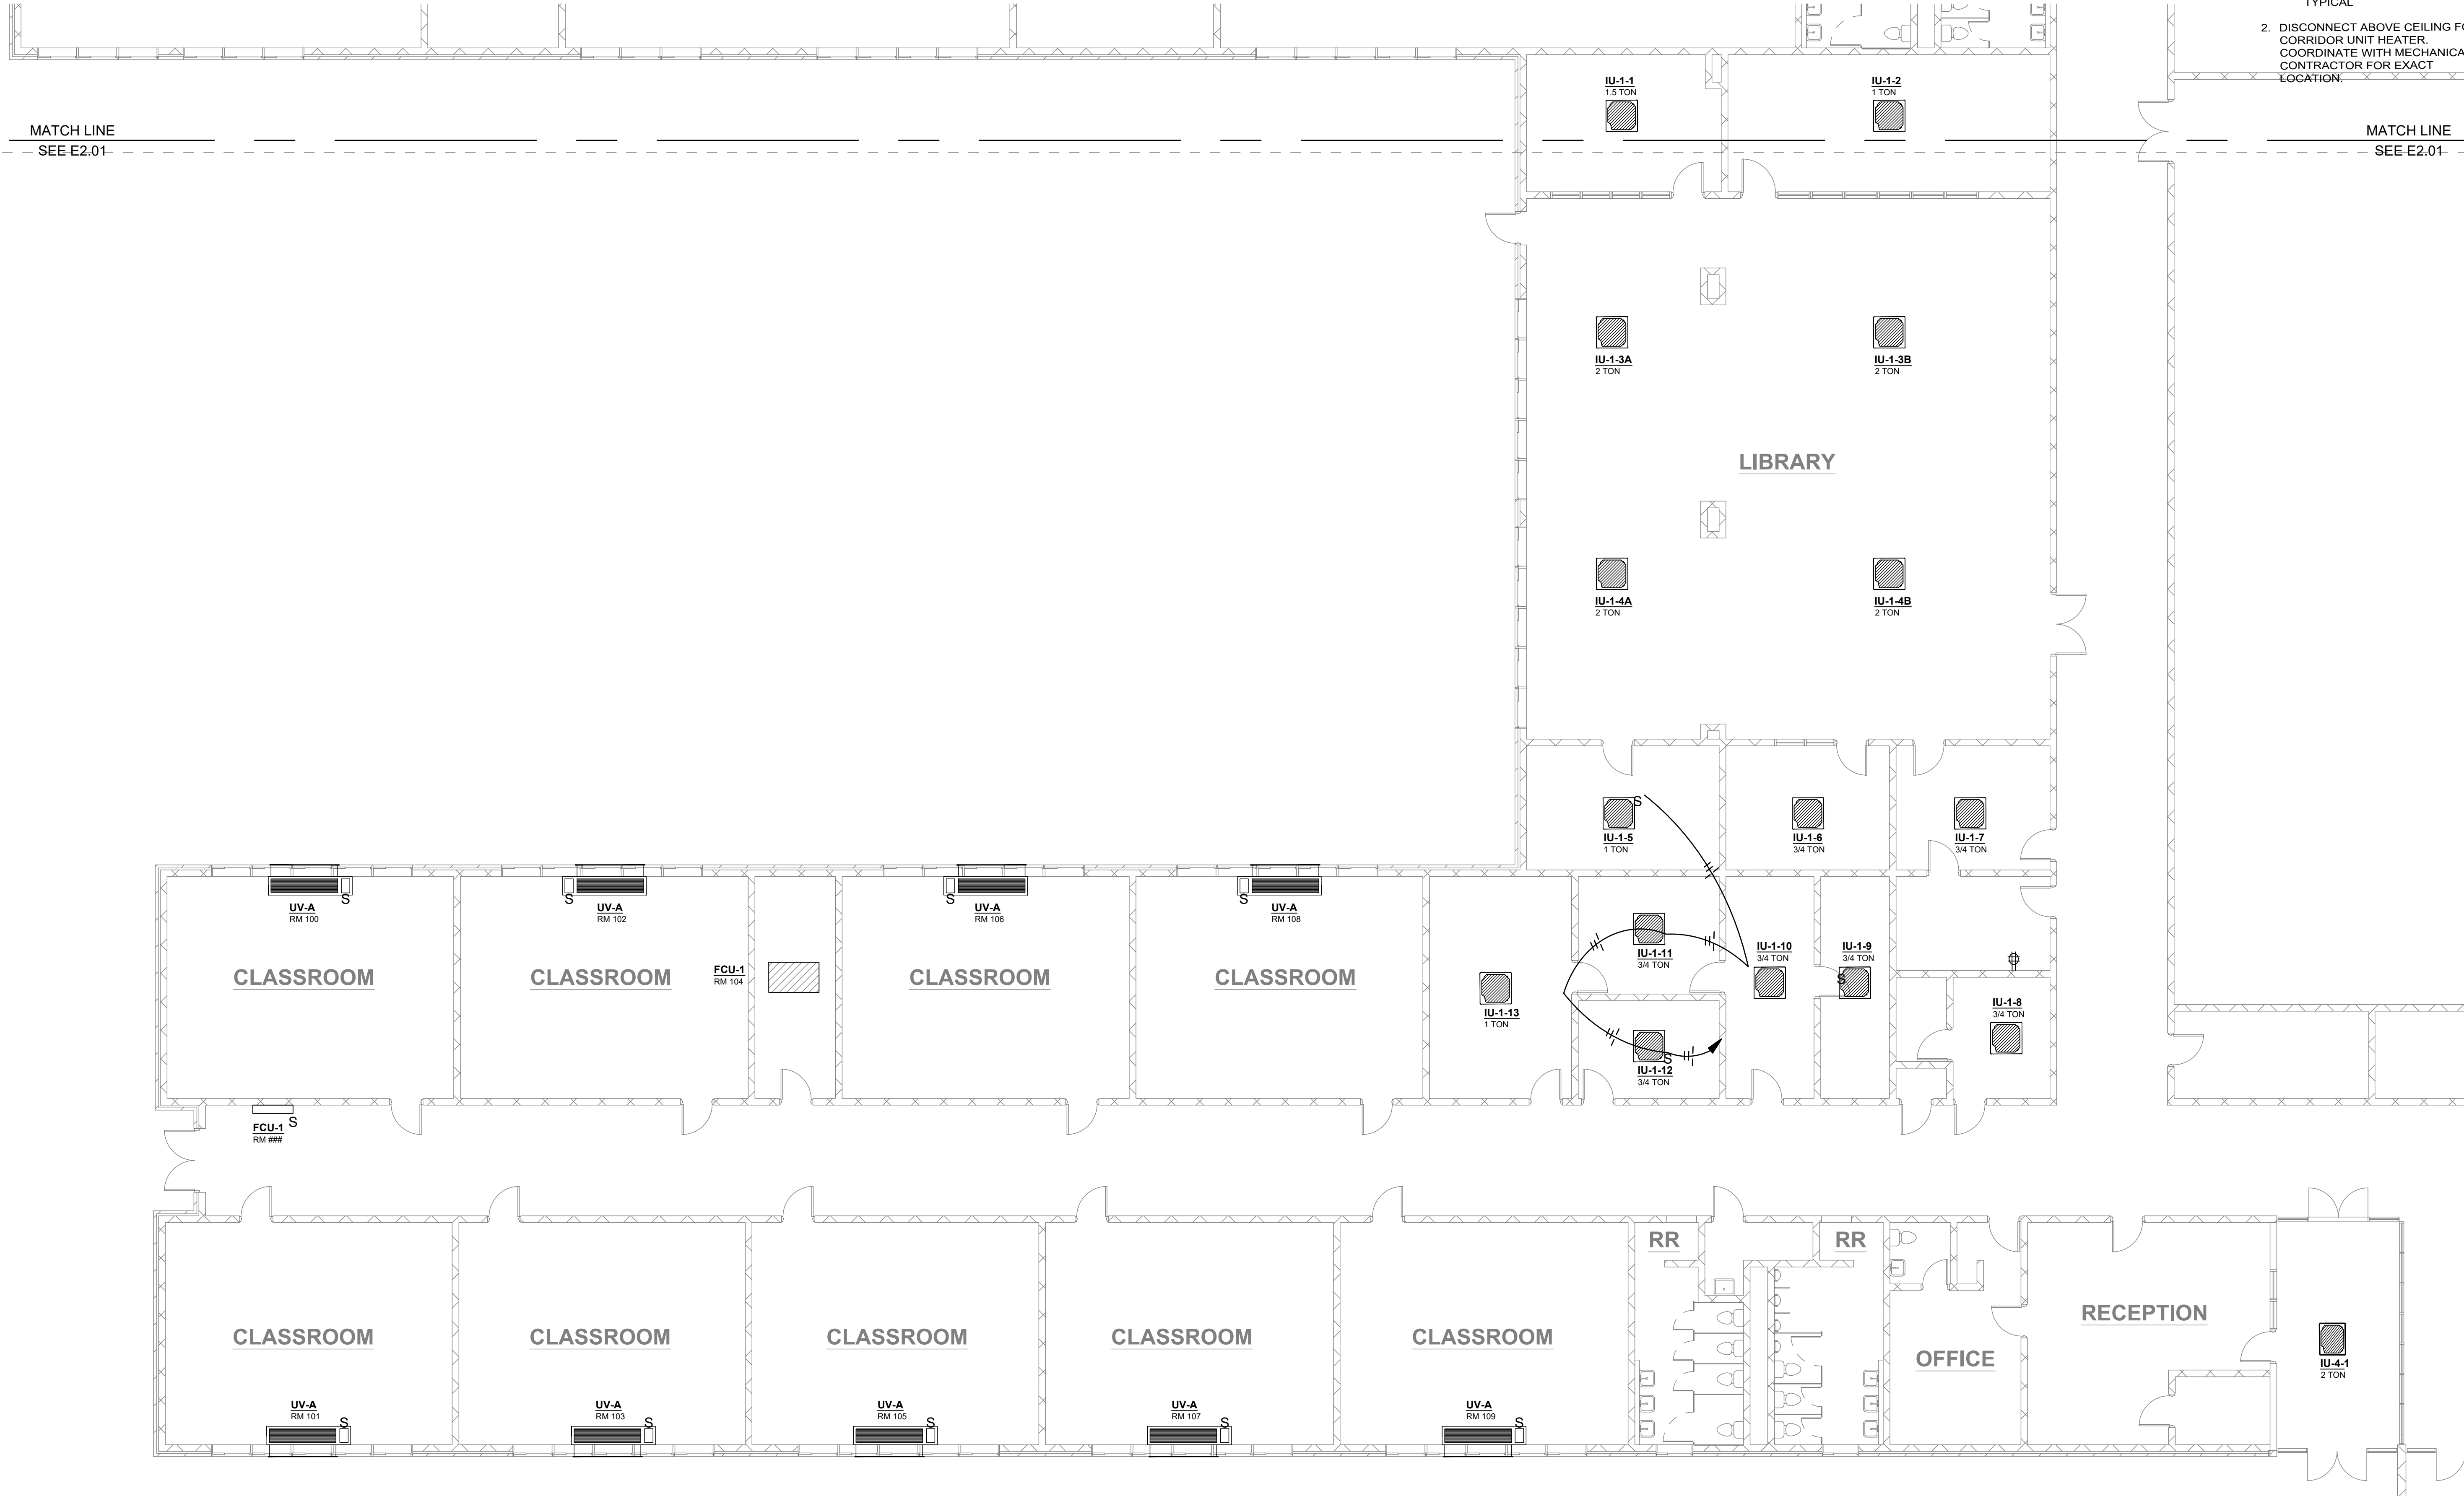 TYPICAL
2. DISCONNECT ABOVE CEILING
CORRIDOR UNIT HEATER.
COORDINATE WITH
CONTRACTOR FOR EXACT
LOCATION.
IU-1-1
1.5 TON
IU-1-2
1 TON
MATCH LINE
SEE E2.01
MATCH LINE
SEE E2.01
IU-1-3A
2 TON
IU-1-3B
2 TON
LIBRARY
IU-1-4A
2 TON
IU-1-4B
2 TON
S
IU-1-5
1 TON
IU-1-6
3/4 TON
IU-1-7
3/4 TON
S
UV-A
RM 100
S
UV-A
RM 102
S
UV-A
RM 106
S
UV-A
RM 108
CLASSROOM
CLASSROOM
FCU-1
RM 104
CLASSROOM
CLASSROOM
IU-1-11
3/4 TON
IU-1-10
3/4 TON
IU-1-9
3/4 TON
S
IU-1-13
1 TON
IU-1-8
3/4 TON
S
IU-1-12
3/4 TON
FCU-1
RM ###
S
RR
RR
CLASSROOM
CLASSROOM
CLASSROOM
CLASSROOM
CLASSROOM
OFFICE
RECEPTION
IU-4-1
2 TON
UV-A
RM 101
S
UV-A
RM 103
S
UV-A
RM 105
S
UV-A
RM 107
S
UV-A
RM 109
S